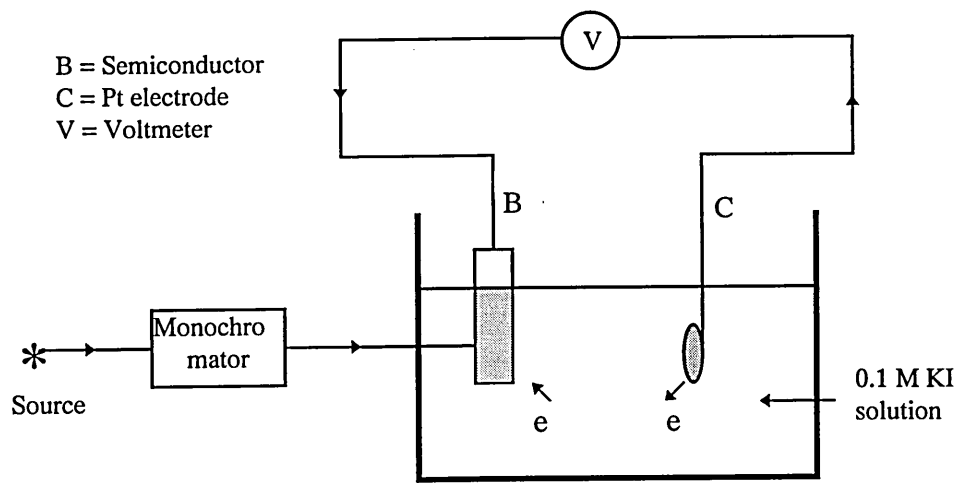 V
B = Semiconductor
C = Pt electrode
V = Voltmeter
B
C
Monochro
mator
Source
e
e
0.1 M KI
solution